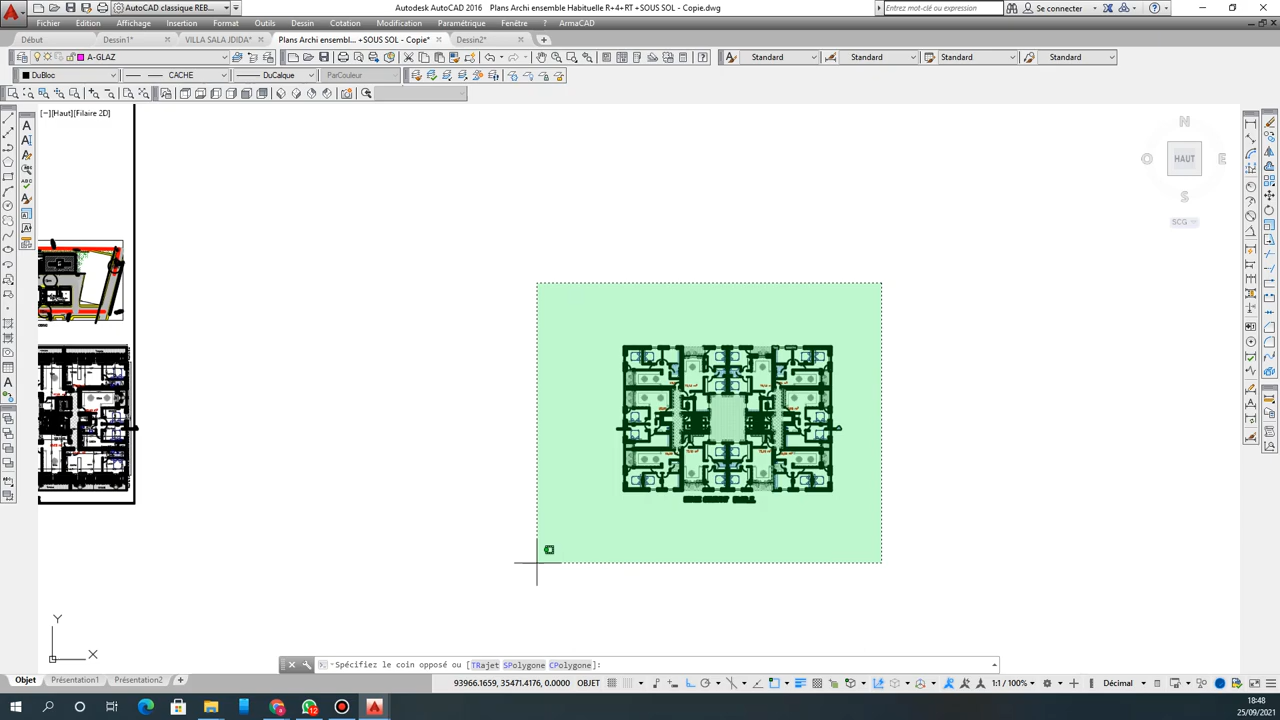 AutoCAD classique REB...
Autodesk AutoCAD 2016 Plans Archi ensemble Habituelle R+4+RT +SOUS SOL - Copie.dwg
Entrez mot-clé ou expression
Se connecter
Fichier Edition Affichage Insertion Format Outils Dessin Cotation Modification Paramétrique Fenêtre ? ArmaCAD
Début Dessin1* VILLA SALA JDIDA* Plans Archi ensembl... +SOUS SOL - Copie* Dessin2*
A-GLAZ Standard Standard Standard Standard
DuBloc CACHE DuCalque ParCouleur
[−][Haut][Filaire 2D]
N
O HAUT E
S
SCG
Y
X
Spécifiez le coin opposé ou [TRajet SPolygone CPolygone]:
Objet Présentation1 Présentation2 +
93966.1659, 35471.4176, 0.0000 OBJET 1:1 / 100% Décimal
12
18:48
25/09/2021